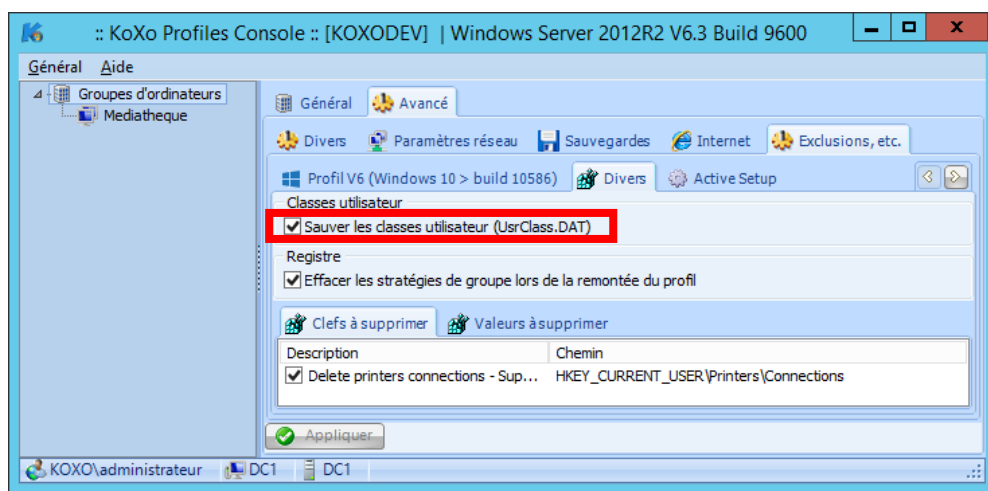 :: KoXo Profiles Console :: [KOXODEV] | Windows Server 2012R2 V6.3 Build 9600
Général Aide
Groupes d'ordinateurs
Mediatheque
Général Avancé
Divers Paramètres réseau Sauvegardes Internet Exclusions, etc.
Profil V6 (Windows 10 > build 10586) Divers Active Setup
Classes utilisateur
Sauver les classes utilisateur (UsrClass.DAT)
Registre
Effacer les stratégies de groupe lors de la remontée du profil
Clefs à supprimer Valeurs à supprimer
Description Chemin
Delete printers connections - Sup... HKEY_CURRENT_USER\Printers\Connections
Appliquer
KOXO\administrateur DC1 DC1